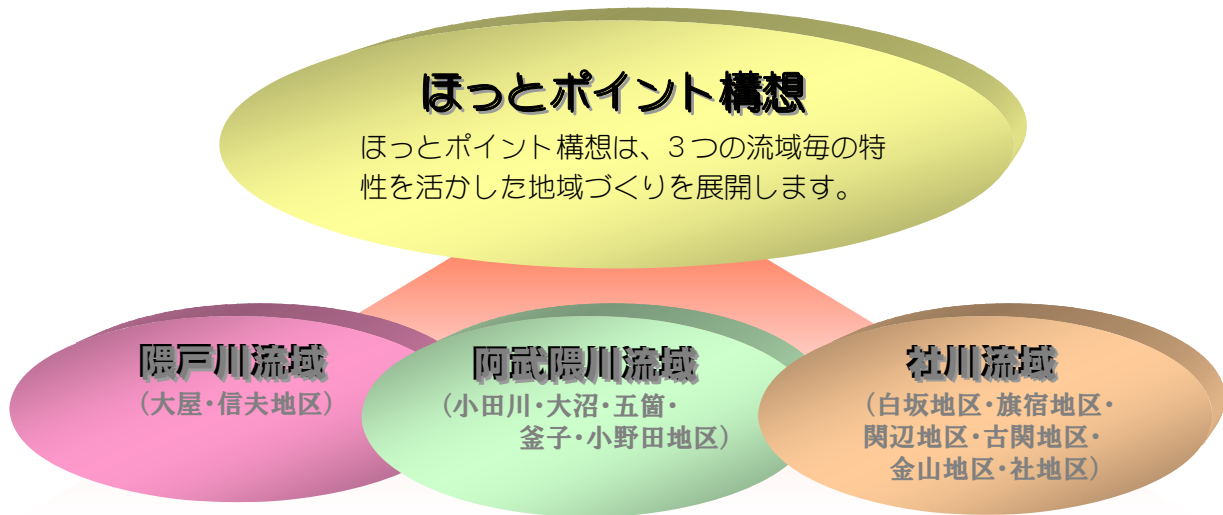 ほっとポイント構想
ほっとポイント構想は、3つの流域毎の特
性を活かした地域づくりを展開します。
隈戸川流域
（大屋･信夫地区）
阿武隈川流域
（小田川･大沼･五箇･
釜子･小野田地区）
社川流域
（白坂地区･旗宿地区･
関辺地区･古関地区･
金山地区･社地区）